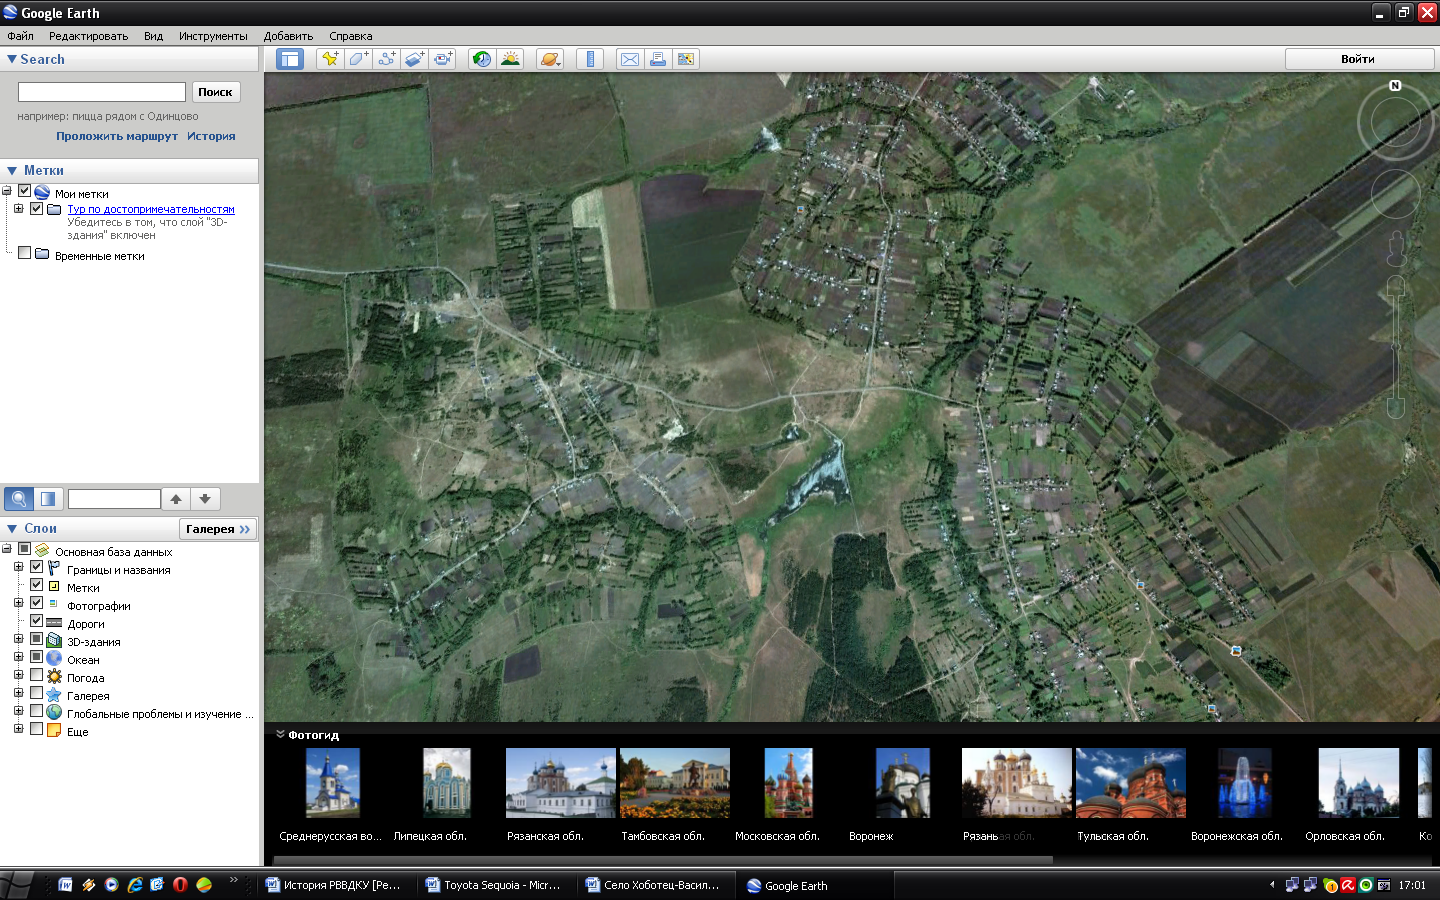 Google Earth
Файл Редактировать Вид Инструменты Добавить Справка
Search
Войти
N
Поиск
например: пицца рядом с Одинцово
Проложить маршрут История
Метки
Мои метки
Тур по достопримечательностям
Убедитесь в том, что слой "3D-
здания" включен
Временные метки
Слои
Галерея
Основная база данных
Границы и названия
Метки
Фотографии
Дороги
3D-здания
Океан
Погода
Галерея
Глобальные проблемы и изучение ...
Еще
Фотогид
Среднерусская во... Липецкая обл. Рязанская обл. Тамбовская обл. Московская обл. Воронеж Рязань Тульская обл. Воронежская обл. Орловская обл. Ко
История РВВДКУ [Ре... Toyota Sequoia - Micr... Село Хоботец-Васил... Google Earth 17:01